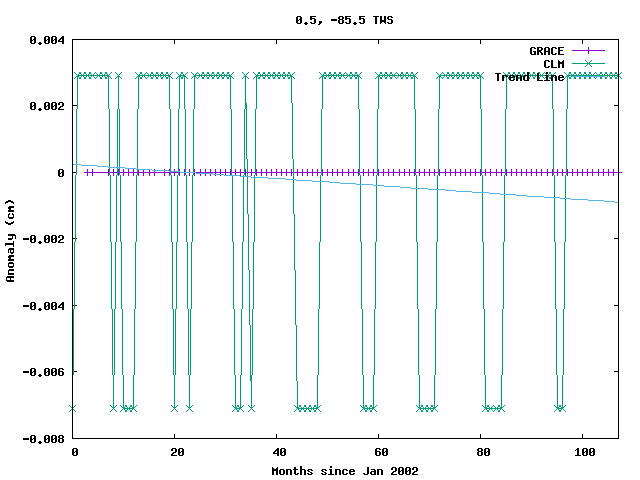 0.5, -85.5 TWS
GRACE
CLM
Trend Line
0.004
0.002
0
-0.002
-0.004
-0.006
-0.008
Anomaly (cm)
0 20 40 60 80 100
Months since Jan 2002